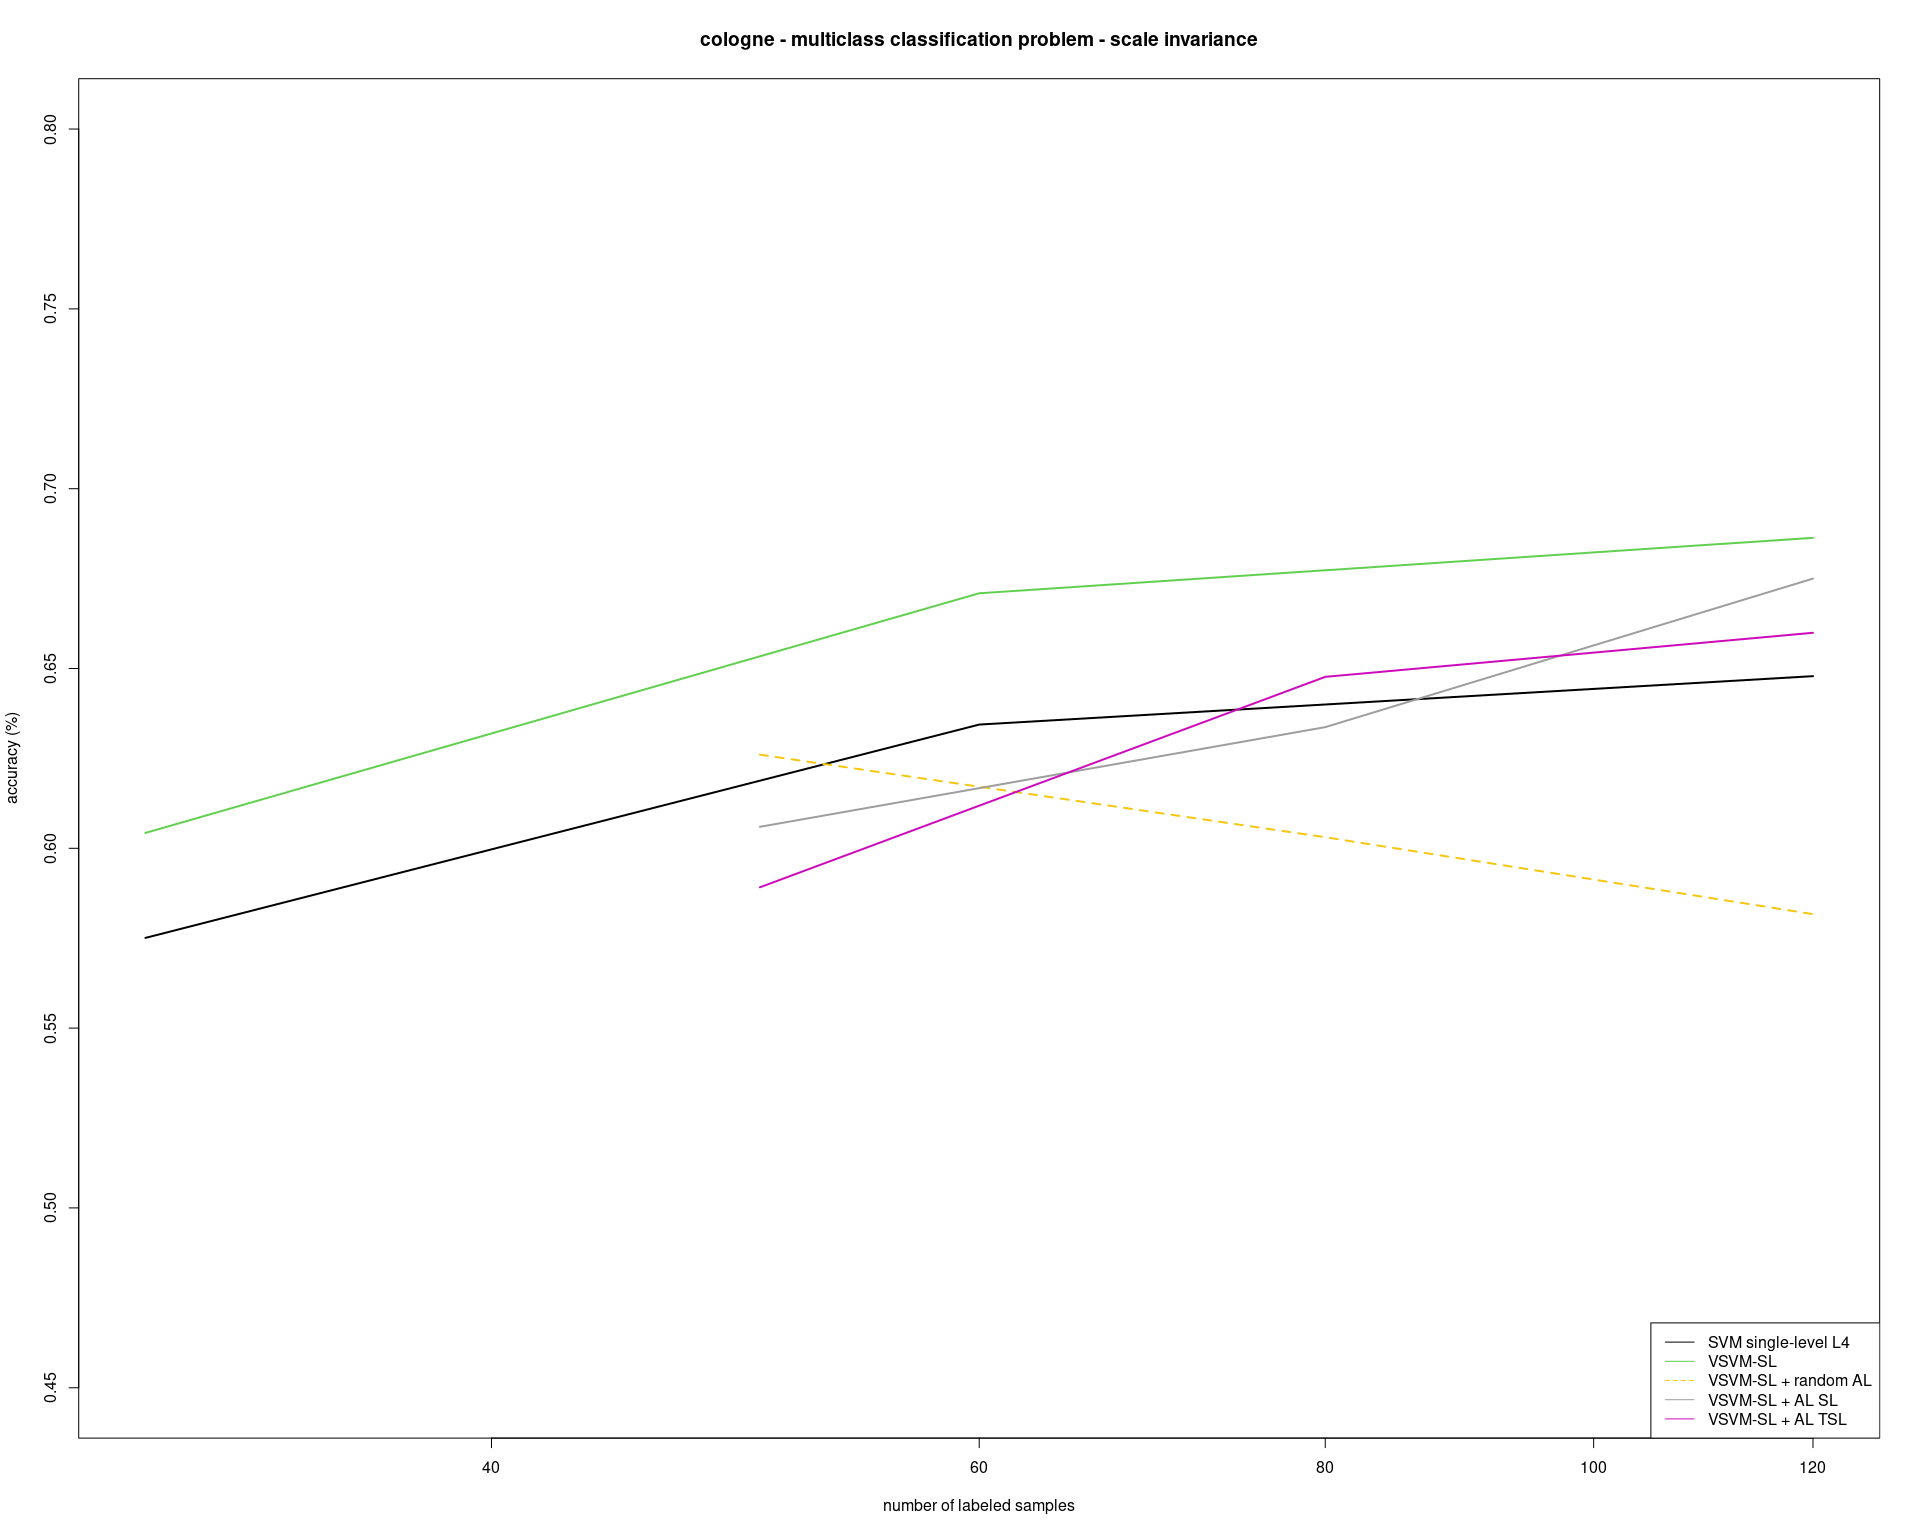 cologne - multiclass classification problem - scale invariance
accuracy (%)
0.80
0.75
0.70
0.65
0.60
0.55
0.50
0.45
SVM single-level L4
VSVM-SL
VSVM-SL + random AL
VSVM-SL + AL SL
VSVM-SL + AL TSL
40 60 80 100 120
number of labeled samples